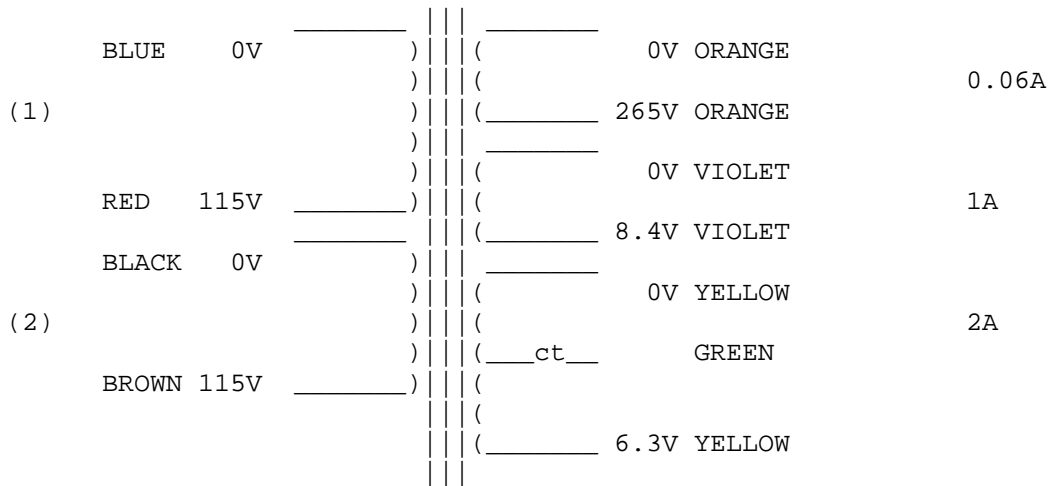 BLUE 0V 0V ORANGE
0.06A
(1) 265V ORANGE
0V VIOLET
RED 115V 1A
8.4V VIOLET
BLACK 0V
0V YELLOW
(2) 2A
ct GREEN
BROWN 115V
6.3V YELLOW